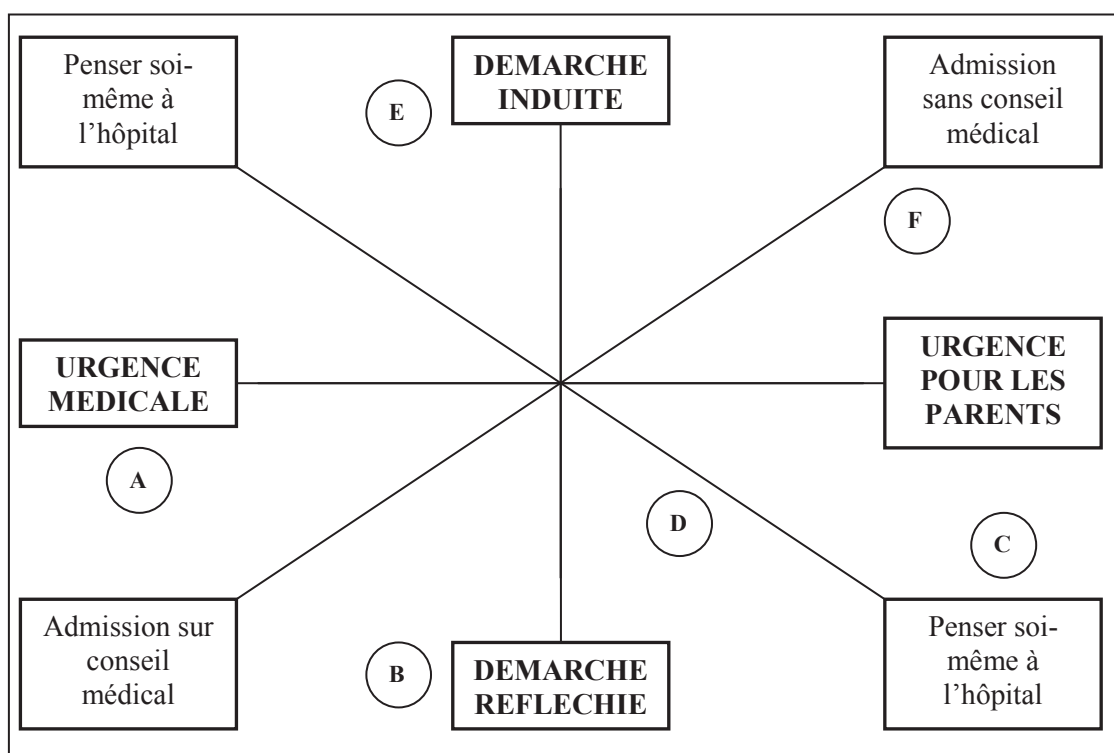 Penser soi-
même à
l'hôpital
E
DEMARCHE
INDUITE
Admission
sans conseil
médical
F
URGENCE
MEDICALE
URGENCE
POUR LES
PARENTS
A
D
C
Admission sur
conseil
médical
B
DEMARCHE
REFLECHIE
Penser soi-
même à
l'hôpital